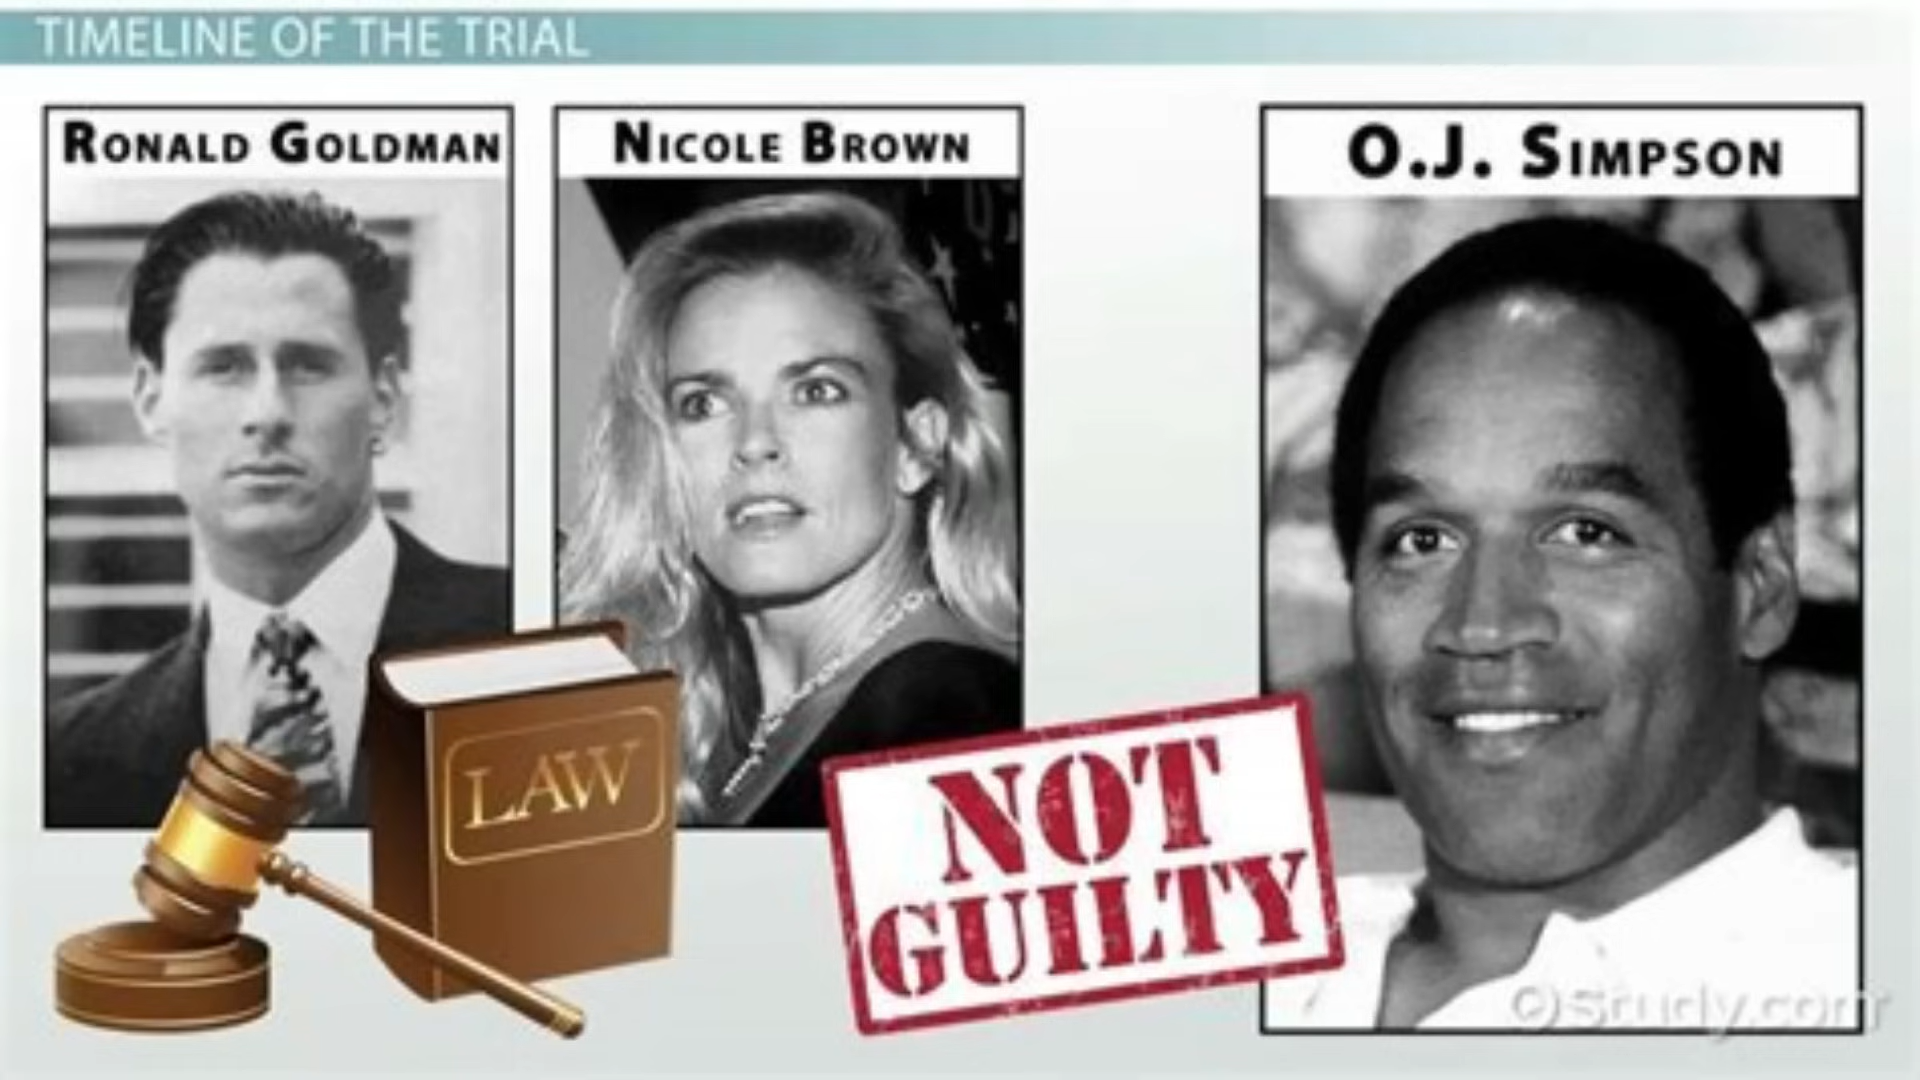 TIMELINE OF THE TRIAL
RONALD GOLDMAN
NICOLE BROWN
O.J. SIMPSON
LAW
NOT
GUILTY
Study.com